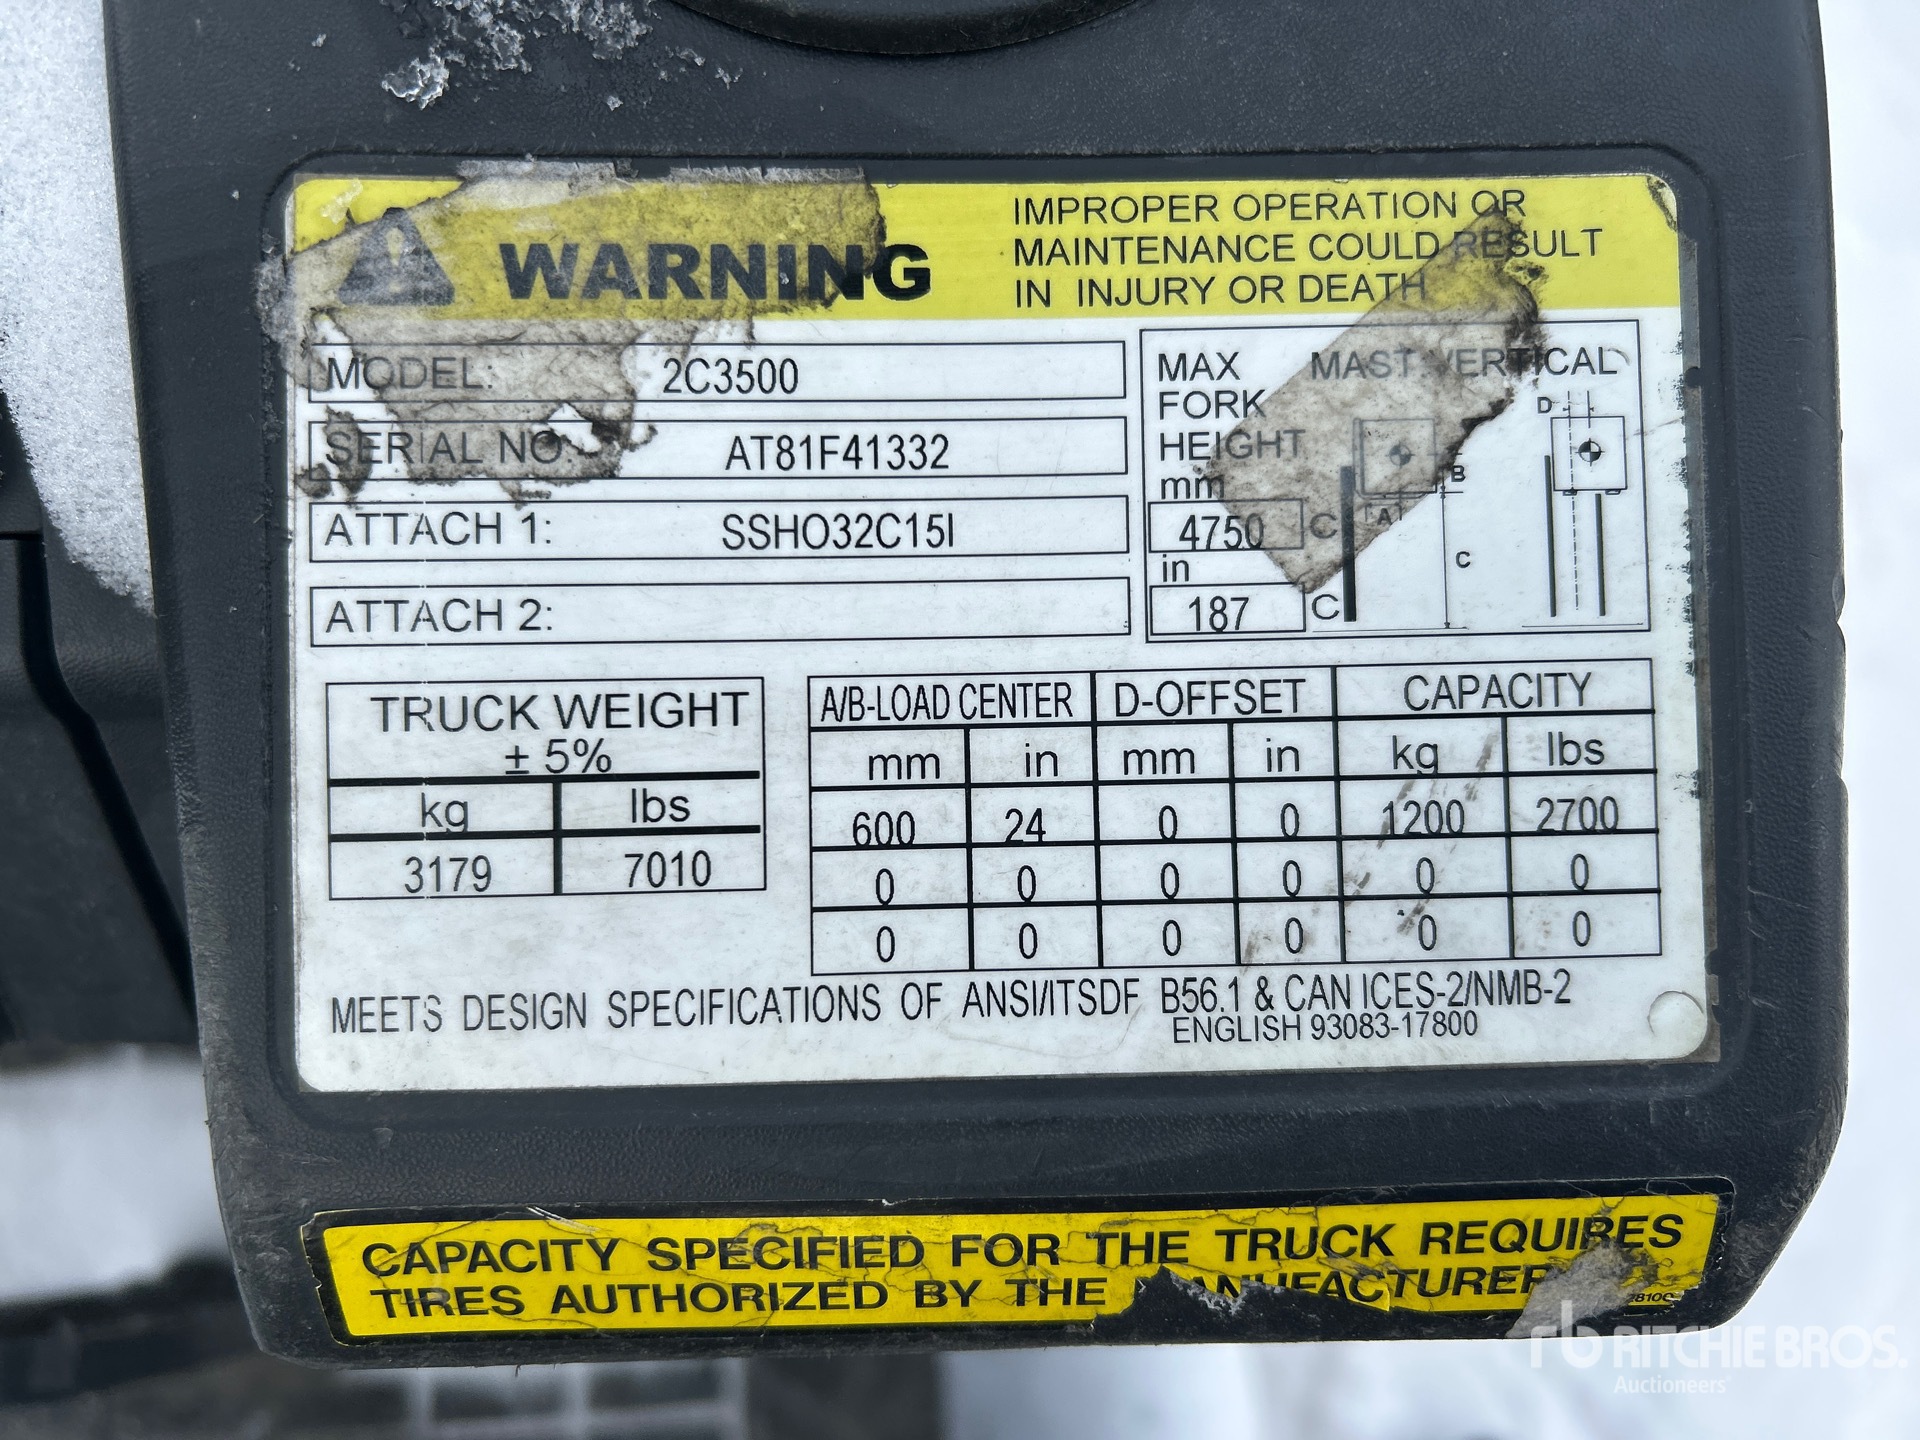 WARNING
IMPROPER OPERATION OR
MAINTENANCE COULD RESULT
IN INJURY OR DEATH
MODEL: 2C3500
SERIAL NO: AT81F41332
ATTACH 1: SSHO32C15I
ATTACH 2:
MAX FORK HEIGHT
MAST: VERTICAL
mm
4750 C
in
187 C
A B C
D
TRUCK WEIGHT
± 5%
kg lbs
3179 7010
A/B-LOAD CENTER D-OFFSET CAPACITY
mm in mm in kg lbs
600 24 0 0 1200 2700
0 0 0 0 0 0
0 0 0 0 0 0
MEETS DESIGN SPECIFICATIONS OF ANSI/ITSDF B56.1 & CAN ICES-2/NMB-2
ENGLISH 93083-17800
CAPACITY SPECIFIED FOR THE TRUCK REQUIRES
TIRES AUTHORIZED BY THE MANUFACTURER
rb RITCHIE BROS.
Auctioneers